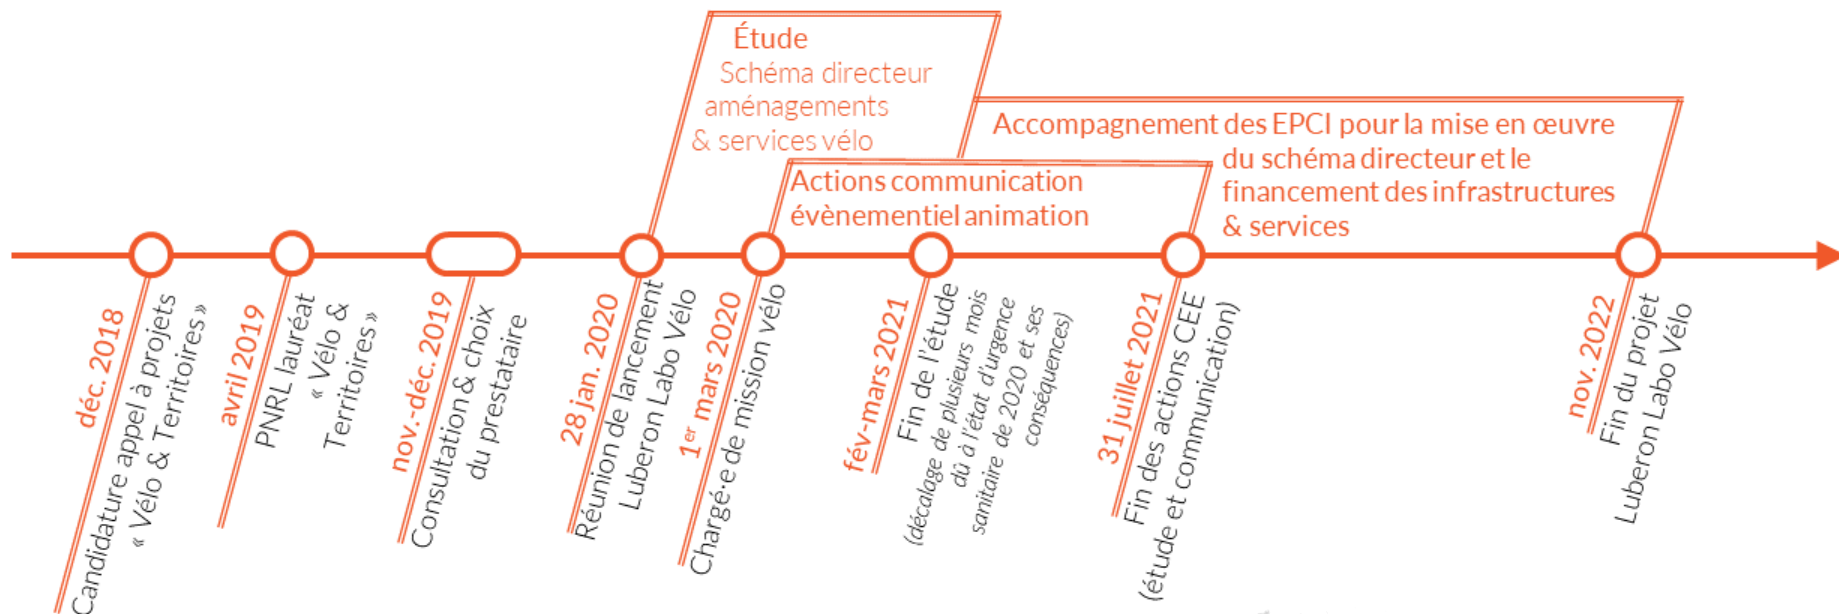 Étude
Schéma directeur
aménagements
& services vélo
Accompagnement des EPCI pour la mise en œuvre
du schéma directeur et le
financement des infrastructures
& services
Actions communication
évènementiel animation
déc. 2018
Candidature appel à projets
« Vélo & Territoires »
avril 2019
PNRL lauréat
« Vélo &
Territoires »
nov.-déc. 2019
Consultation & choix
du prestataire
28 jan. 2020
Réunion de lancement
Luberon Labo Vélo
1er mars 2020
Chargé·e de mission vélo
fév-mars 2021
Fin de l'étude
(décalage de plusieurs mois
dû à l'état d'urgence
sanitaire de 2020 et ses
conséquences)
31 juillet 2021
Fin des actions CEE
(étude et communication)
nov. 2022
Fin du projet
Luberon Labo Vélo